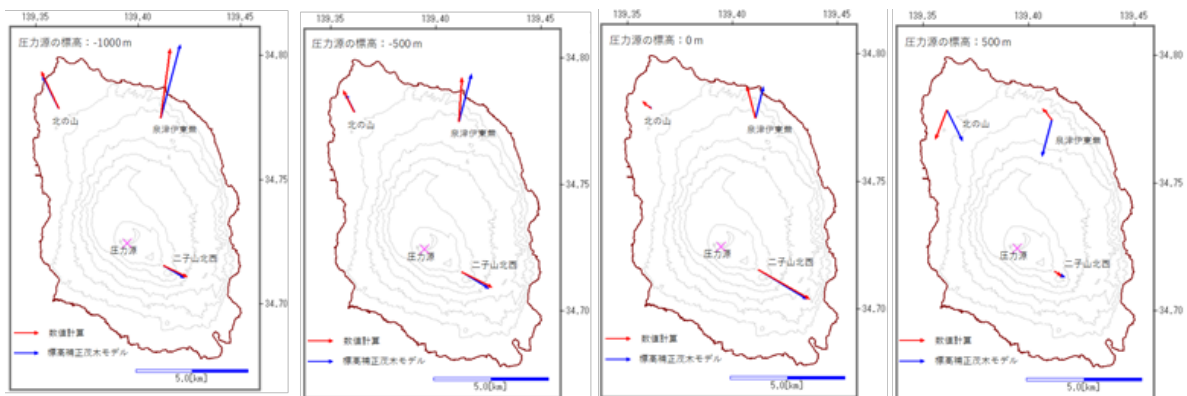 139.35 139.40 139.45
圧力源の標高：-1000m
34.80
北の山
泉津伊東無
34.75
圧力源
二子山北西
34.70
数値計算
標高補正茂木モデル
5.0[km]
139.35 139.40 139.45
圧力源の標高：-500m
34.80
北の山
泉津伊東無
34.75
圧力源
二子山北西
34.70
数値計算
標高補正茂木モデル
5.0[km]
139.35 139.40 139.45
圧力源の標高：0m
34.80
北の山
泉津伊東無
34.75
圧力源
二子山北西
34.70
数値計算
標高補正茂木モデル
5.0[km]
139.35 139.40 139.45
圧力源の標高：500m
34.80
北の山
泉津伊東無
34.75
圧力源
二子山北西
34.70
数値計算
標高補正茂木モデル
5.0[km]